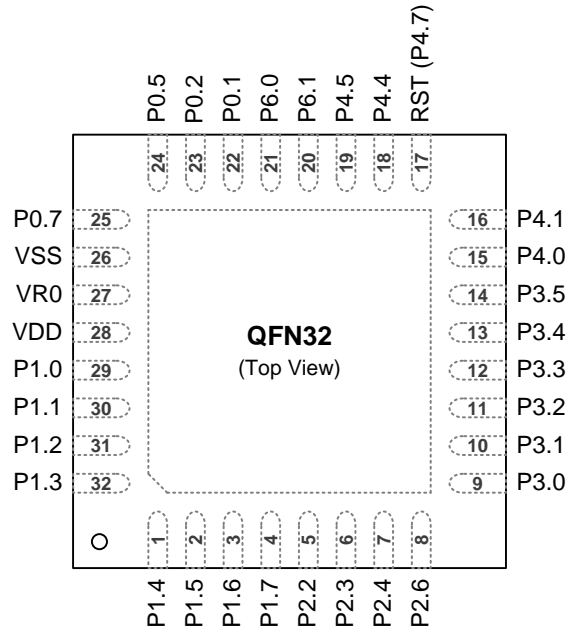 P0.5 P0.2 P0.1 P6.0 P6.1 P4.5 P4.4 RST (P4.7)
24 23 22 21 20 19 18 17
P0.7 25
VSS 26
VR0 27
VDD 28
P1.0 29
P1.1 30
P1.2 31
P1.3 32
QFN32
(Top View)
16 P4.1
15 P4.0
14 P3.5
13 P3.4
12 P3.3
11 P3.2
10 P3.1
9 P3.0
1 2 3 4 5 6 7 8
P1.4 P1.5 P1.6 P1.7 P2.2 P2.3 P2.4 P2.6